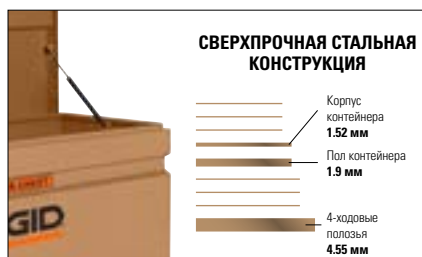 СВЕРХПРОЧНАЯ СТАЛЬНАЯ
КОНСТРУКЦИЯ
Корпус
контейнера
1.52 мм
Пол контейнера
1.9 мм
4-ходовые
полозья
4.55 мм
GID